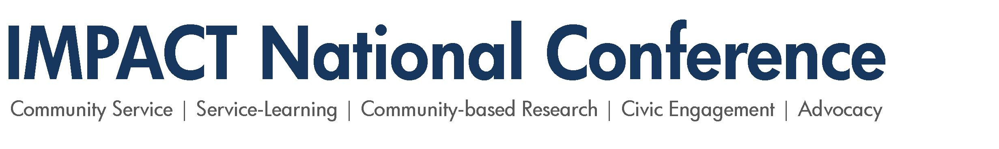 IMPACT National Conference
Community Service | Service-Learning | Community-based Research | Civic Engagement | Advocacy